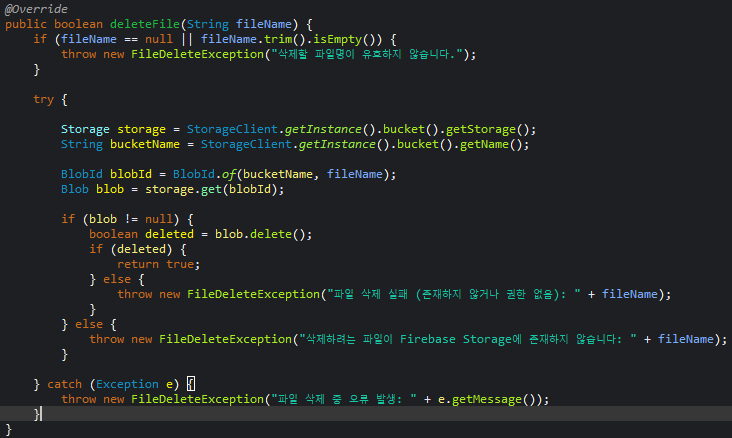 @Override
public boolean deleteFile(String fileName) {
    if (fileName == null || fileName.trim().isEmpty()) {
        throw new FileDeleteException("삭제할 파일명이 유효하지 않습니다.");
    }
    try {
        Storage storage = StorageClient.getInstance().bucket().getStorage();
        String bucketName = StorageClient.getInstance().bucket().getName();
        BlobId blobId = BlobId.of(bucketName, fileName);
        Blob blob = storage.get(blobId);
        if (blob != null) {
            boolean deleted = blob.delete();
            if (deleted) {
                return true;
            } else {
                throw new FileDeleteException("파일 삭제 실패 (존재하지 않거나 권한 없음): " + fileName);
            }
        } else {
            throw new FileDeleteException("삭제하려는 파일이 Firebase Storage에 존재하지 않습니다: " + fileName);
        }
    } catch (Exception e) {
        throw new FileDeleteException("파일 삭제 중 오류 발생: " + e.getMessage());
    }
}